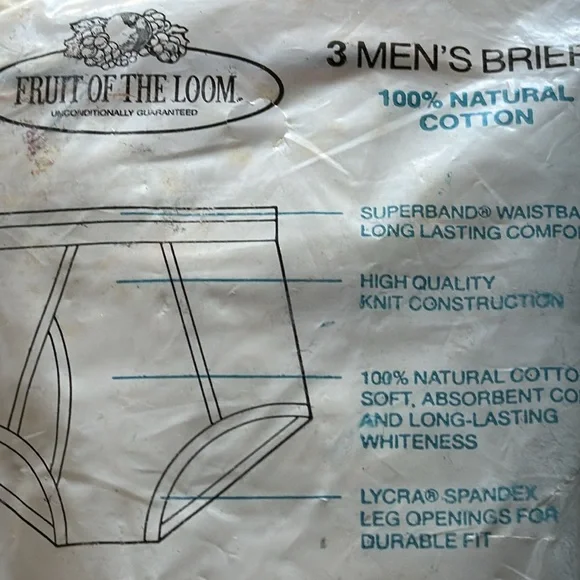 FRUIT OF THE LOOM
UNCONDITIONALLY GUARANTEED
3 MEN'S BRIEF
100% NATURAL
COTTON
SUPERBAND® WAISTBA
LONG LASTING COMFO
HIGH QUALITY
KNIT CONSTRUCTION
100% NATURAL COTTO
SOFT, ABSORBENT CO
AND LONG-LASTING
WHITENESS
LYCRA® SPANDEX
LEG OPENINGS FOR
DURABLE FIT